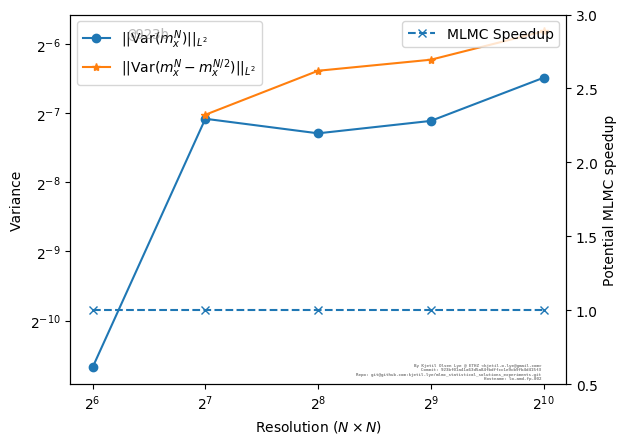 ||Var(m_x^N)||_{L^2}
||Var(m_x^N − m_x^{N/2})||_{L^2}
MLMC Speedup
2^{-6}
2^{-7}
2^{-8}
2^{-9}
2^{-10}
Variance
3.0
2.5
2.0
1.5
1.0
0.5
Potential MLMC speedup
2^6
2^7
2^8
2^9
2^{10}
Resolution (N × N)